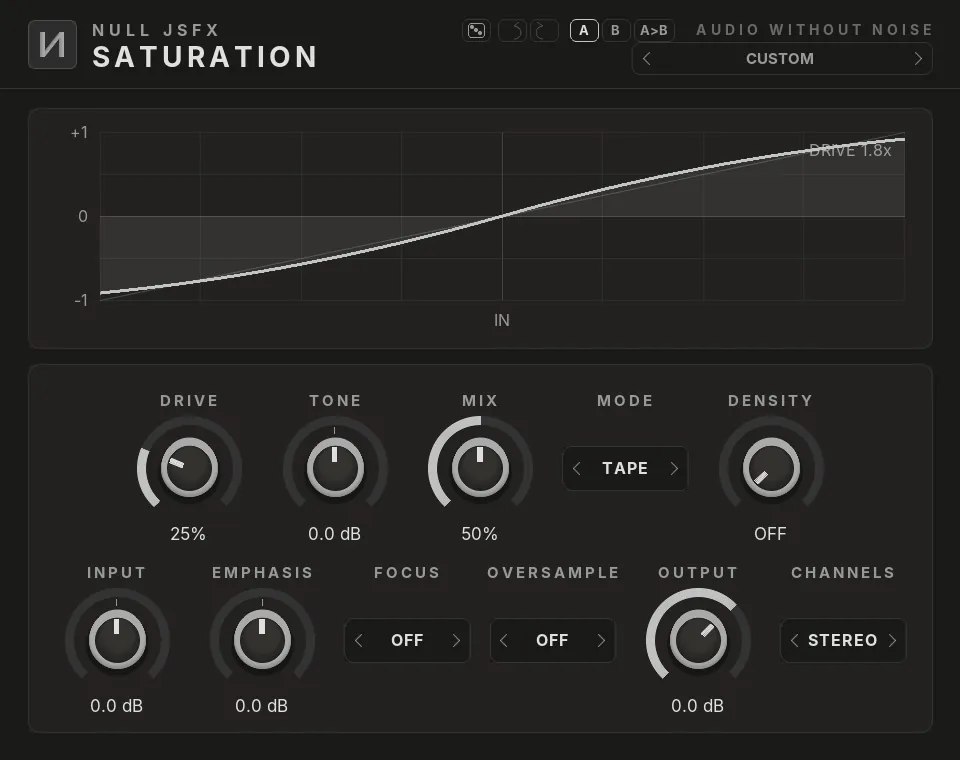 NULL JSFX
SATURATION
A B A>B AUDIO WITHOUT NOISE
CUSTOM
+1
DRIVE 1.8x
0
-1
IN
DRIVE TONE MIX MODE DENSITY
TAPE
25% 0.0 dB 50% OFF
INPUT EMPHASIS FOCUS OVERSAMPLE OUTPUT CHANNELS
OFF OFF STEREO
0.0 dB 0.0 dB 0.0 dB